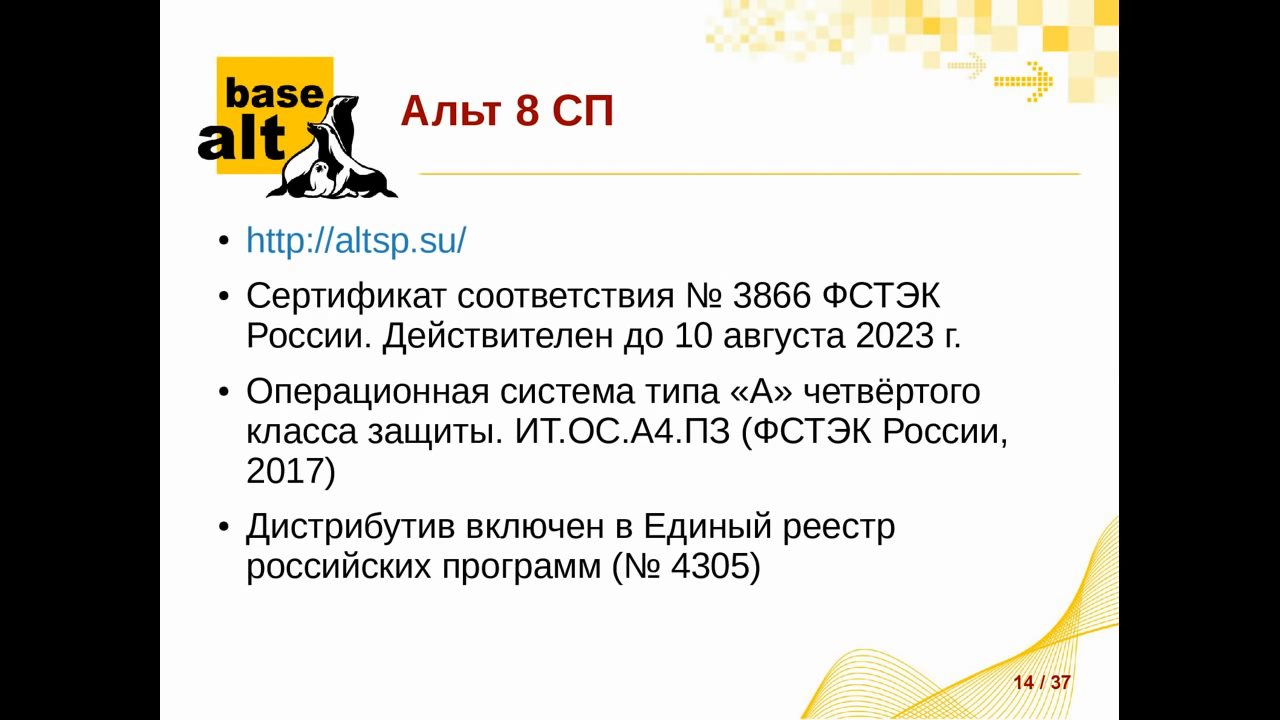 base
alt
Альт 8 СП
• http://altsp.su/
• Сертификат соответствия № 3866 ФСТЭК
России. Действителен до 10 августа 2023 г.
• Операционная система типа «А» четвёртого
класса защиты. ИТ.ОС.А4.ПЗ (ФСТЭК России,
2017)
• Дистрибутив включен в Единый реестр
российских программ (№ 4305)
14 / 37